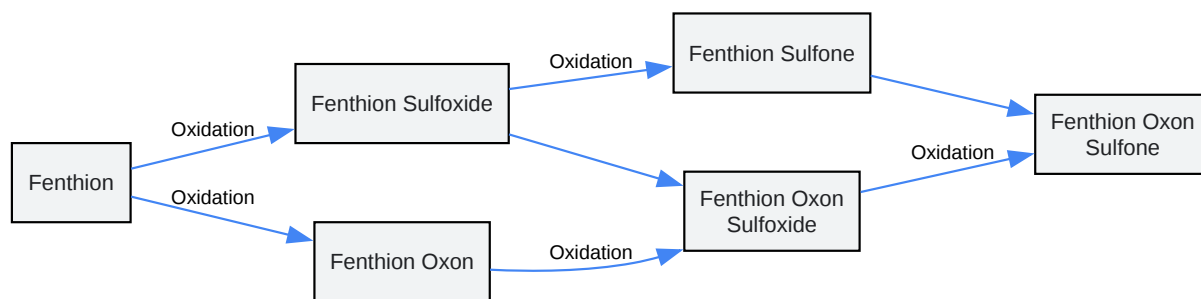 Oxidation
Fenthion Sulfone
Fenthion Sulfoxide
Oxidation
Fenthion Oxon
Sulfone
Oxidation
Fenthion
Oxidation
Fenthion Oxon
Sulfoxide
Fenthion Oxon
Oxidation